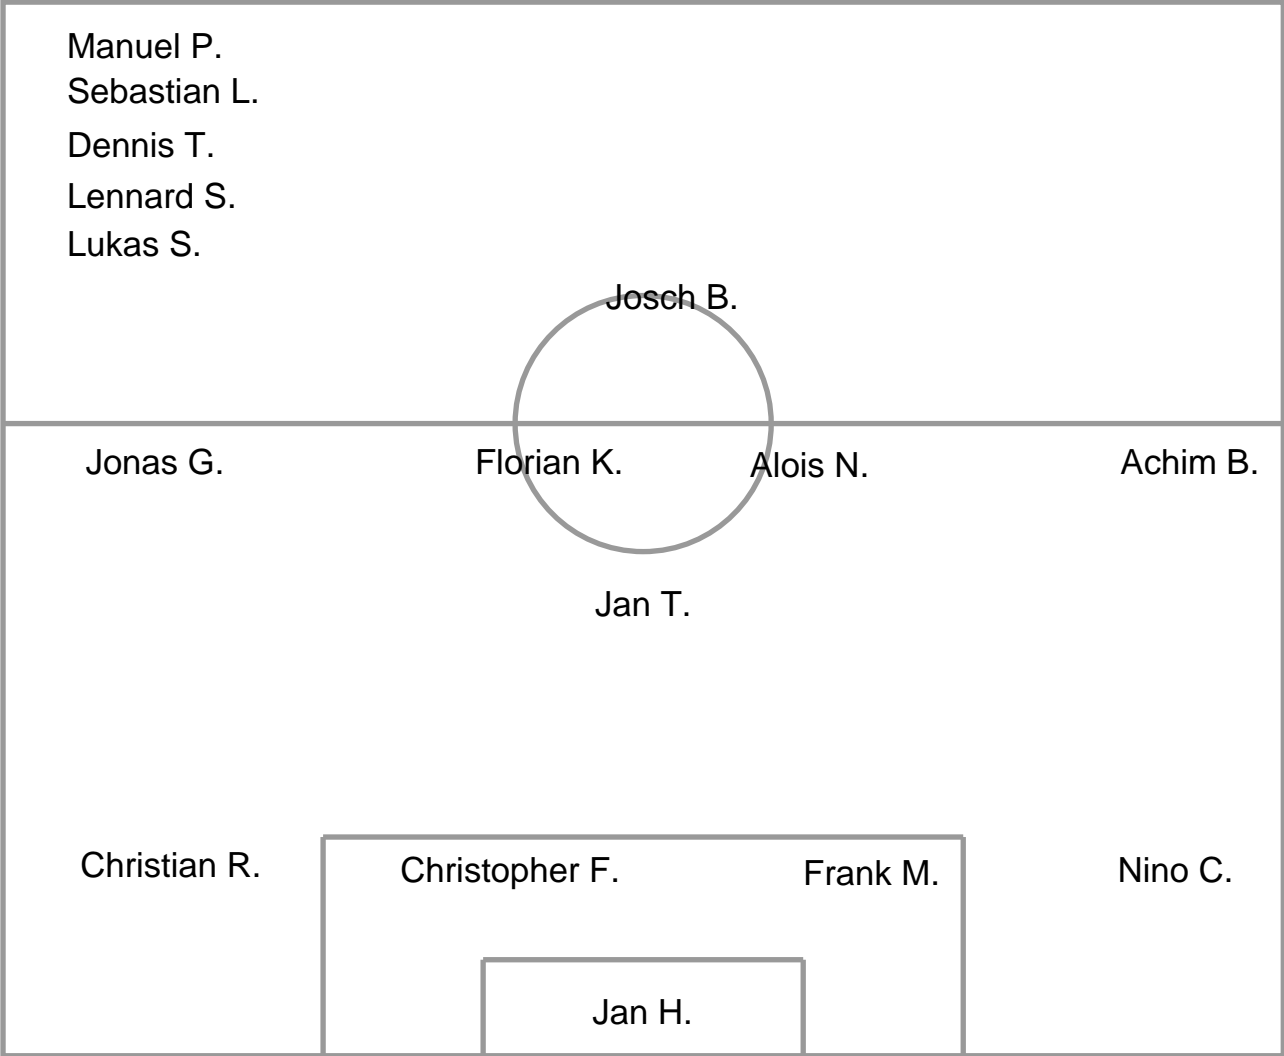 Manuel P.
Sebastian L.
Dennis T.
Lennard S.
Lukas S.
Josch B.
Jonas G.
Florian K.
Alois N.
Achim B.
Jan T.
Christian R.
Christopher F.
Frank M.
Nino C.
Jan H.